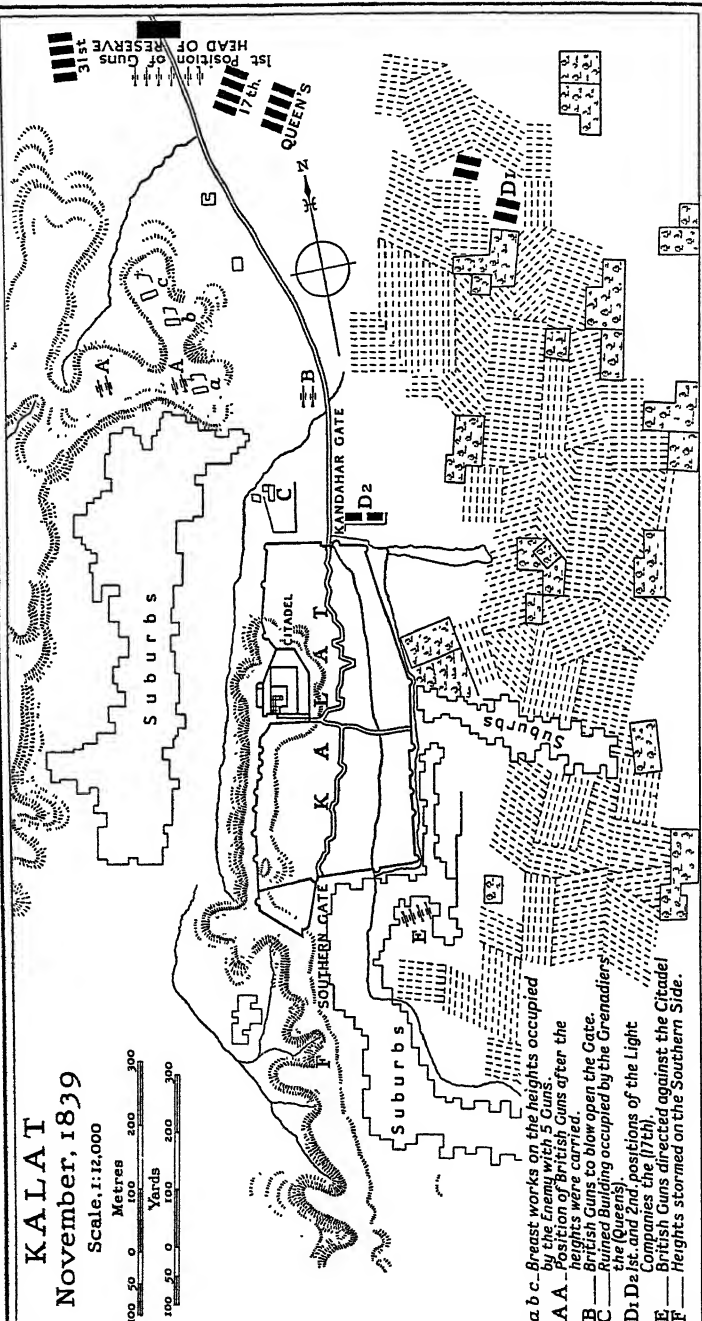 KALAT
November, 1839
Scale, 1:12,000
Metres
100 50 0 100 200 300
Yards
100 50 0 100 200 300
31st
HEAD OF RESERVE
1st Position of Guns
17th.
QUEEN'S
N
A
A
a
b
c
B
C
KANDAHAR GATE
D2
D1
Suburbs
CITADEL
KALAT
SOUTHERN GATE
Suburbs
E
F
Suburbs
a b c Breast works on the heights occupied
by the Enemy with 5 Guns.
A A Position of British Guns after the
heights were carried.
B British Guns to blow open the Gate.
C Ruined Building occupied by the Grenadiers
the (Queens).
D1 D2 1st. and 2nd. positions of the Light
Companies the (17th).
E British Guns directed against the Citadel
F Heights stormed on the Southern Side.